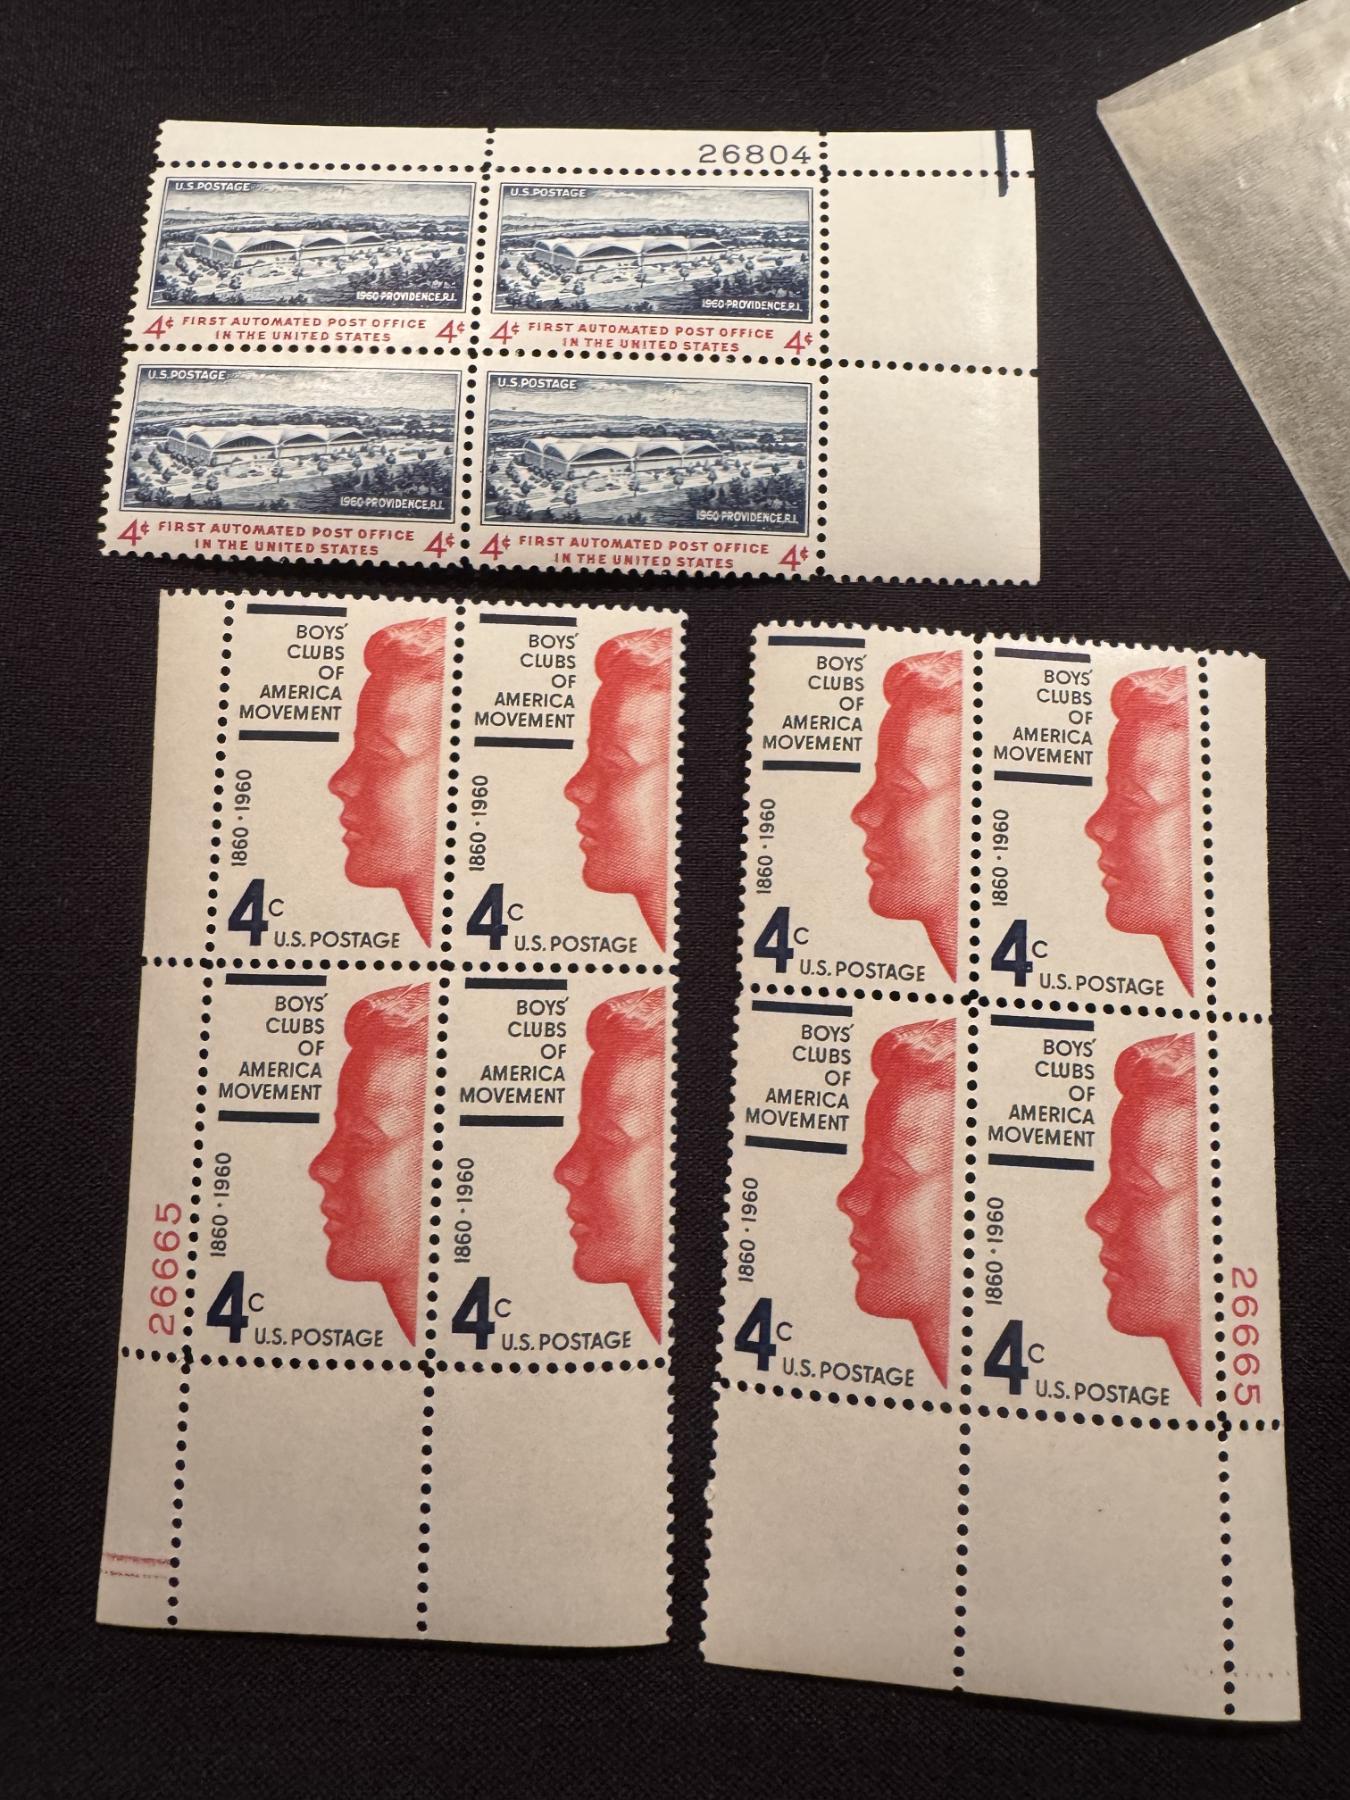 26804
U.S. POSTAGE
1960·PROVIDENCE,R.I.
4¢ FIRST AUTOMATED POST OFFICE 4¢
IN THE UNITED STATES
U.S. POSTAGE
1960·PROVIDENCE,R.I.
4¢ FIRST AUTOMATED POST OFFICE 4¢
IN THE UNITED STATES
U.S. POSTAGE
1960·PROVIDENCE,R.I.
4¢ FIRST AUTOMATED POST OFFICE 4¢
IN THE UNITED STATES
U.S. POSTAGE
1960·PROVIDENCE,R.I.
4¢ FIRST AUTOMATED POST OFFICE 4¢
IN THE UNITED STATES
BOYS'
CLUBS
OF
AMERICA
MOVEMENT
1860·1960
4c
U.S. POSTAGE
BOYS'
CLUBS
OF
AMERICA
MOVEMENT
1860·1960
4c
U.S. POSTAGE
BOYS'
CLUBS
OF
AMERICA
MOVEMENT
1860·1960
4c
U.S. POSTAGE
BOYS'
CLUBS
OF
AMERICA
MOVEMENT
1860·1960
4c
U.S. POSTAGE
26665
BOYS'
CLUBS
OF
AMERICA
MOVEMENT
1860·1960
4c
U.S. POSTAGE
BOYS'
CLUBS
OF
AMERICA
MOVEMENT
1860·1960
4c
U.S. POSTAGE
BOYS'
CLUBS
OF
AMERICA
MOVEMENT
1860·1960
4c
U.S. POSTAGE
BOYS'
CLUBS
OF
AMERICA
MOVEMENT
1860·1960
4c
U.S. POSTAGE
26665